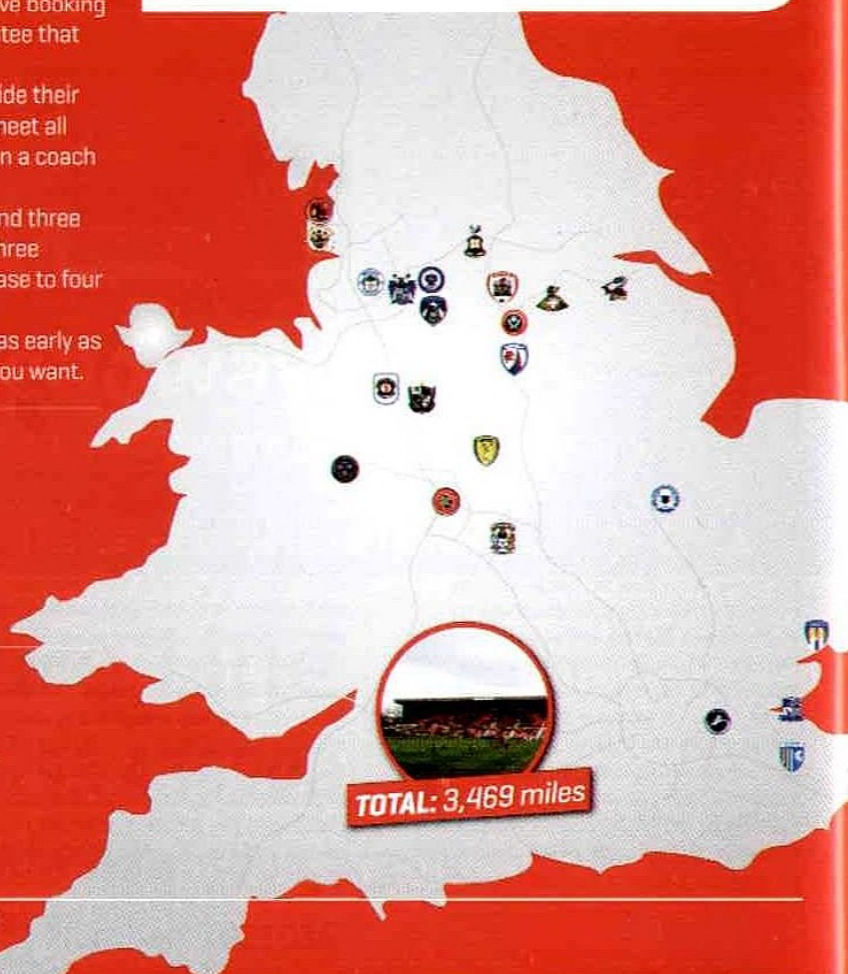 ve booking
tee that
ide their
neet all
n a coach
nd three
hree
ase to four
as early as
ou want.
TOTAL: 3,469 miles